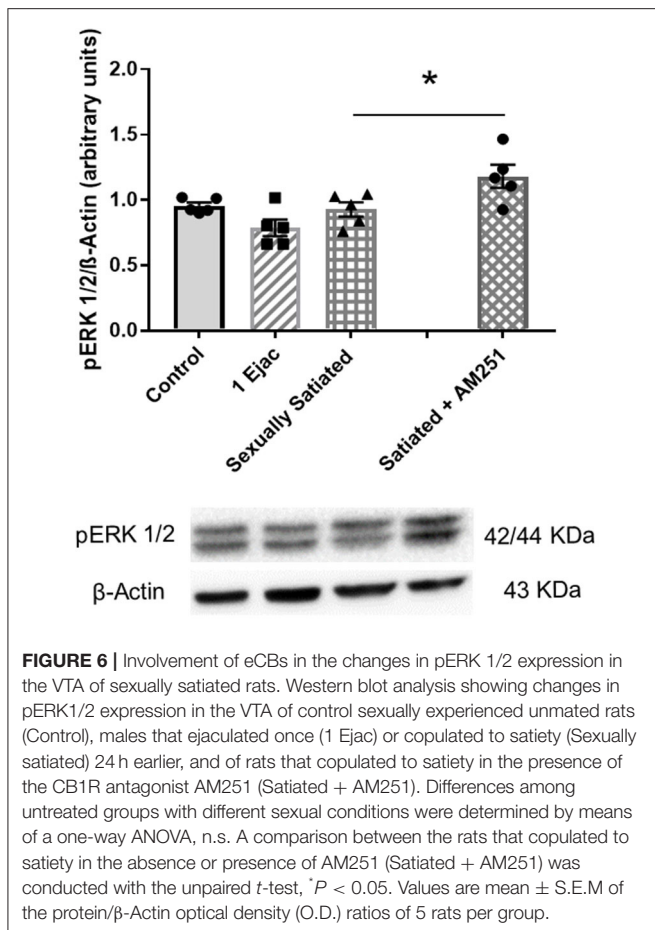 pERK 1/2/ß-Actin (arbitrary units)
2.0
1.5
1.0
0.5
0.0
*
Control
1 Ejac
Sexually Satiated
Satiated + AM251
pERK 1/2
42/44 KDa
β-Actin
43 KDa
FIGURE 6 | Involvement of eCBs in the changes in pERK 1/2 expression in
the VTA of sexually satiated rats. Western blot analysis showing changes in
pERK1/2 expression in the VTA of control sexually experienced unmated rats
(Control), males that ejaculated once (1 Ejac) or copulated to satiety (Sexually
satiated) 24 h earlier, and of rats that copulated to satiety in the presence of
the CB1R antagonist AM251 (Satiated + AM251). Differences among
untreated groups with different sexual conditions were determined by means
of a one-way ANOVA, n.s. A comparison between the rats that copulated to
satiety in the absence or presence of AM251 (Satiated + AM251) was
conducted with the unpaired t-test, *P < 0.05. Values are mean ± S.E.M of
the protein/β-Actin optical density (O.D.) ratios of 5 rats per group.